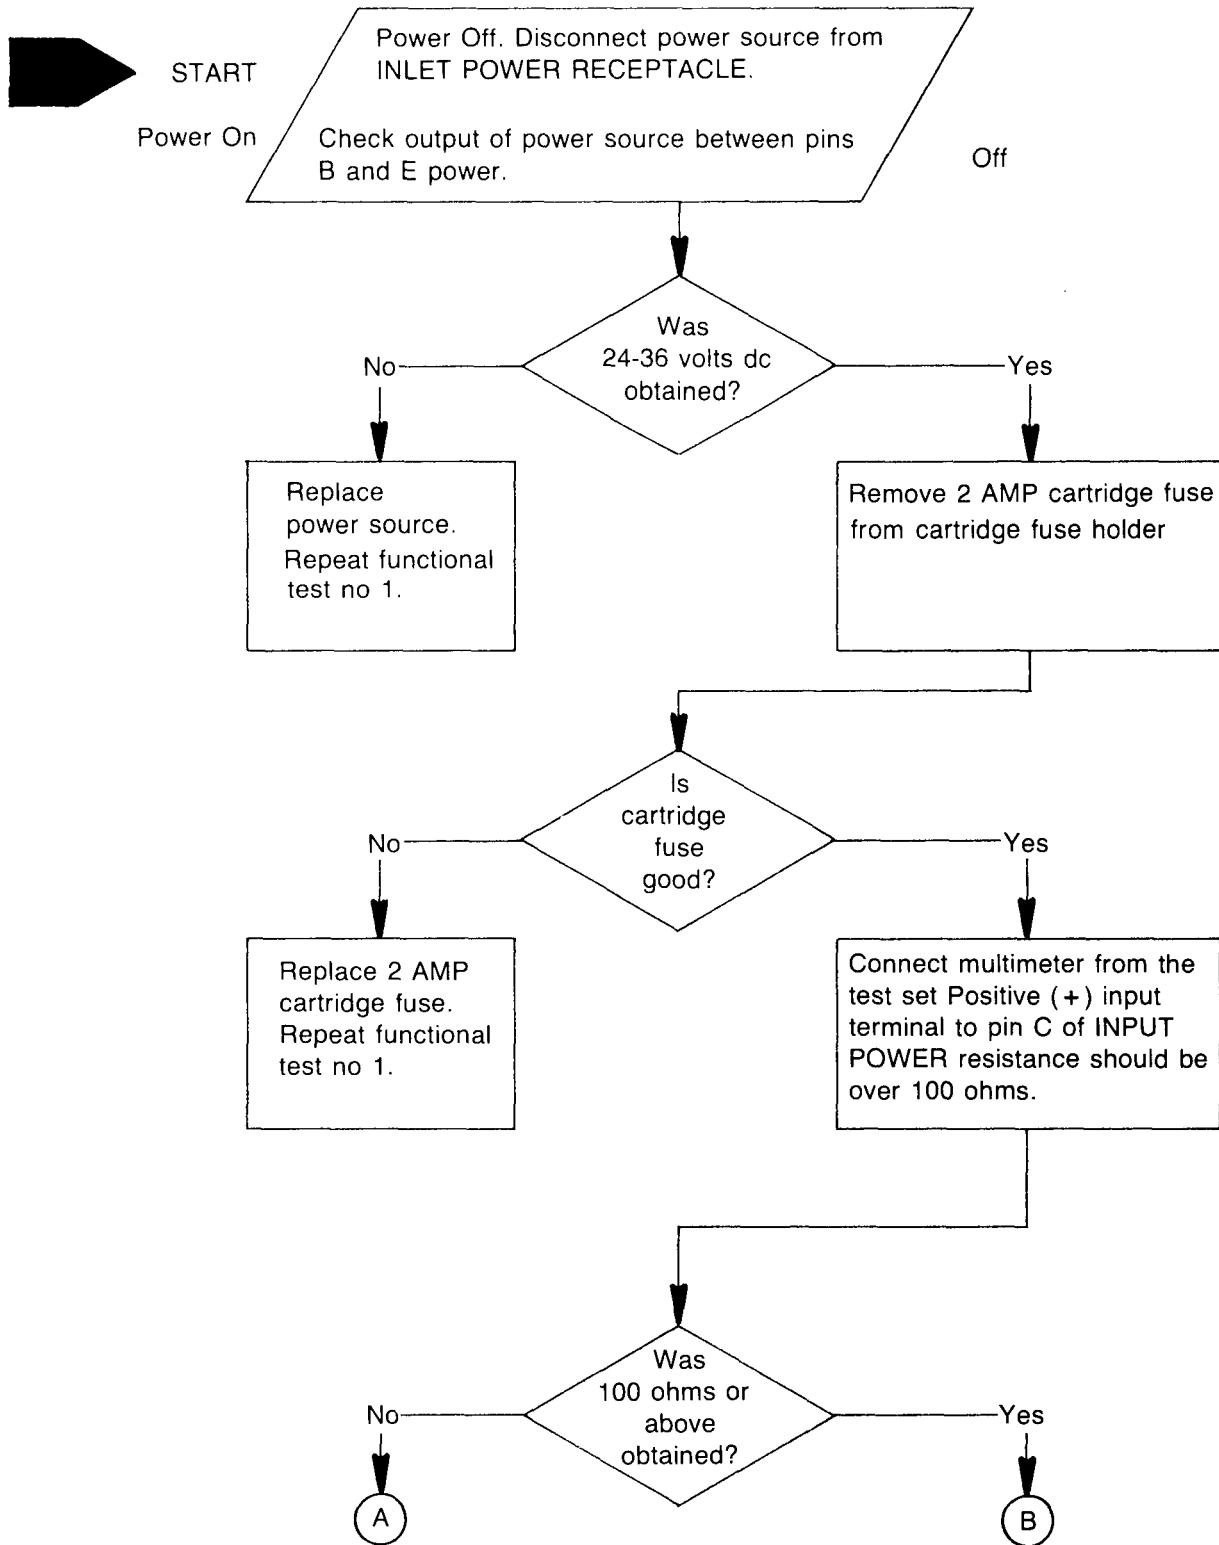 START
Power Off. Disconnect power source from
INLET POWER RECEPTACLE.
Power On
Check output of power source between pins
B and E power.
Off
Was
24-36 volts dc
obtained?
No
Yes
Replace
power source.
Repeat functional
test no 1.
Remove 2 AMP cartridge fuse
from cartridge fuse holder
Is
cartridge
fuse
good?
No
Yes
Replace 2 AMP
cartridge fuse.
Repeat functional
test no 1.
Connect multimeter from the
test set Positive (+) input
terminal to pin C of INPUT
POWER resistance should be
over 100 ohms.
Was
100 ohms or
above
obtained?
No
Yes
A
B